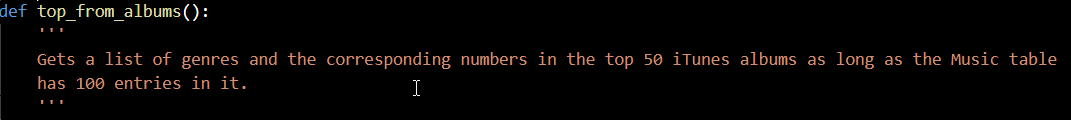 def top_from_albums():
'''
Gets a list of genres and the corresponding numbers in the top 50 iTunes albums as long as the Music table
has 100 entries in it.
'''